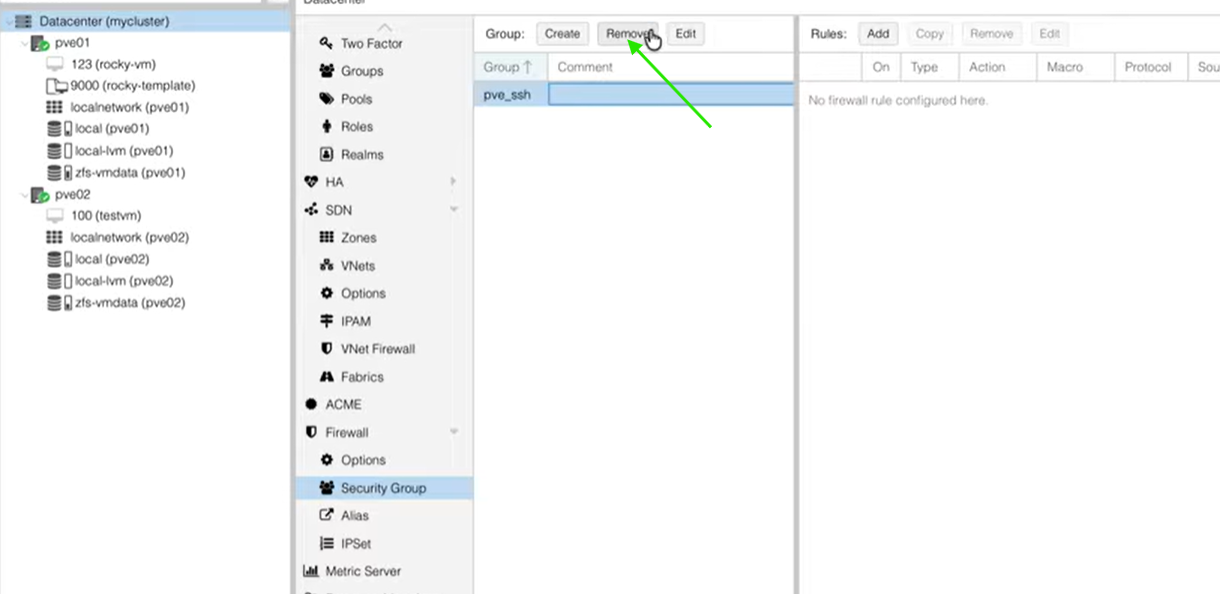 Datacenter
Datacenter (mycluster)
pve01
123 (rocky-vm)
9000 (rocky-template)
localnetwork (pve01)
local (pve01)
local-lvm (pve01)
zfs-vmdata (pve01)
pve02
100 (testvm)
localnetwork (pve02)
local (pve02)
local-lvm (pve02)
zfs-vmdata (pve02)
Two Factor
Groups
Pools
Roles
Realms
HA
SDN
Zones
VNets
Options
IPAM
VNet Firewall
Fabrics
ACME
Firewall
Options
Security Group
Alias
IPSet
Metric Server
Group: Create Remove Edit
Group Comment
pve_ssh
Rules: Add Copy Remove Edit
On Type Action Macro Protocol Sou
No firewall rule configured here.